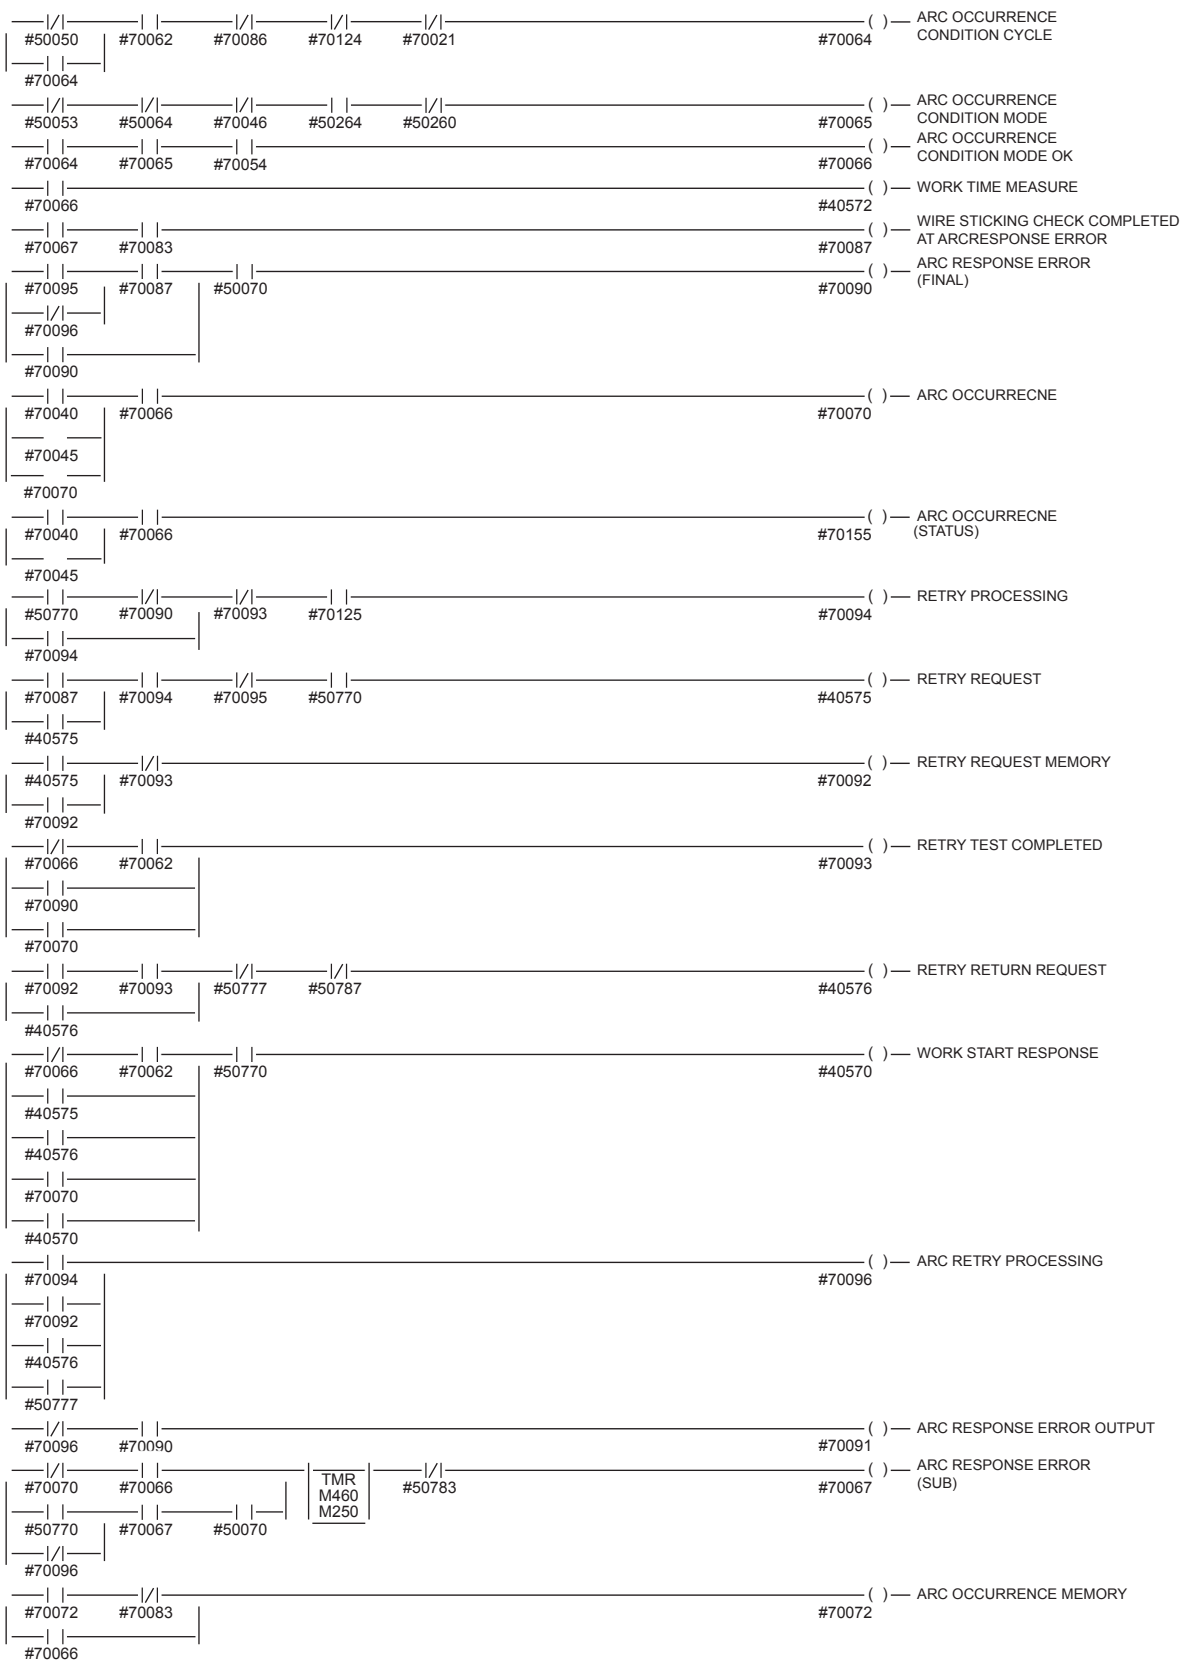 ARC OCCURRENCE
CONDITION CYCLE
#50050 #70062 #70086 #70124 #70021 #70064
#70064
ARC OCCURRENCE
CONDITION MODE
#50053 #50064 #70046 #50264 #50260 #70065
ARC OCCURRENCE
CONDITION MODE OK
#70064 #70065 #70054 #70066
WORK TIME MEASURE
#70066 #40572
WIRE STICKING CHECK COMPLETED
AT ARCRESPONSE ERROR
#70067 #70083 #70087
ARC RESPONSE ERROR
(FINAL)
#70095 #70087 #50070 #70090
#70096
#70090
ARC OCCURRECNE
#70040 #70066 #70070
#70045
#70070
ARC OCCURRECNE
(STATUS)
#70040 #70066 #70155
#70045
RETRY PROCESSING
#50770 #70090 #70093 #70125 #70094
#70094
RETRY REQUEST
#70087 #70094 #70095 #50770 #40575
#40575
RETRY REQUEST MEMORY
#40575 #70093 #70092
#70092
RETRY TEST COMPLETED
#70066 #70062 #70093
#70090
#70070
RETRY RETURN REQUEST
#70092 #70093 #50777 #50787 #40576
#40576
WORK START RESPONSE
#70066 #70062 #50770 #40570
#40575
#40576
#70070
#40570
ARC RETRY PROCESSING
#70094 #70096
#70092
#40576
#50777
ARC RESPONSE ERROR OUTPUT
#70096 #70090 #70091
ARC RESPONSE ERROR
(SUB)
TMR
#70070 #70066 #50783 #70067
M460
M250
#50770 #70067 #50070
#70096
ARC OCCURRENCE MEMORY
#70072 #70083 #70072
#70066